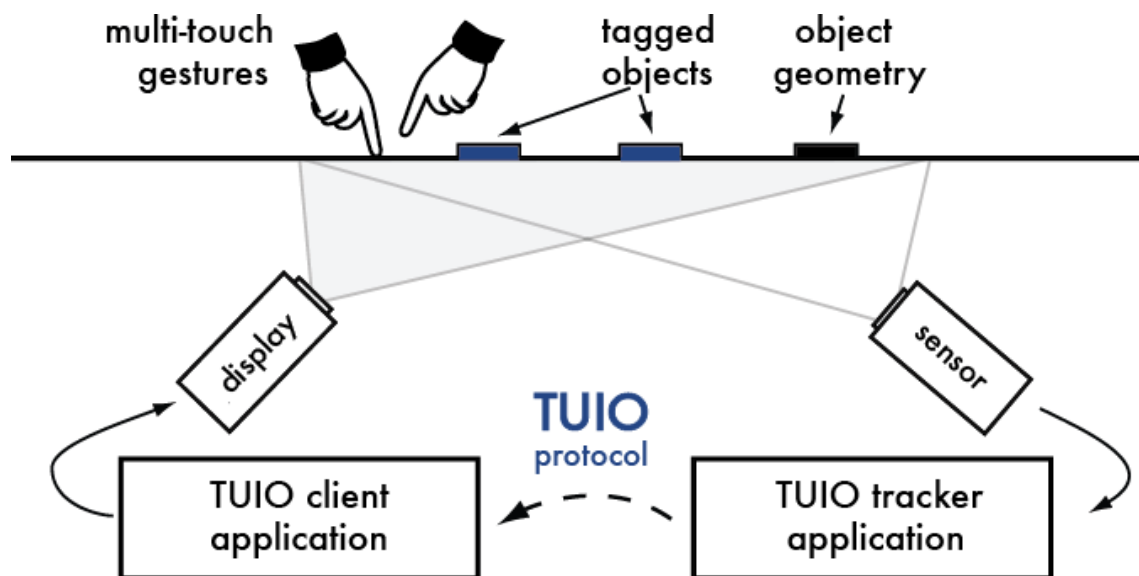 multi-touch
gestures
tagged
objects
object
geometry
display
sensor
TUIO
protocol
TUIO client
application
TUIO tracker
application